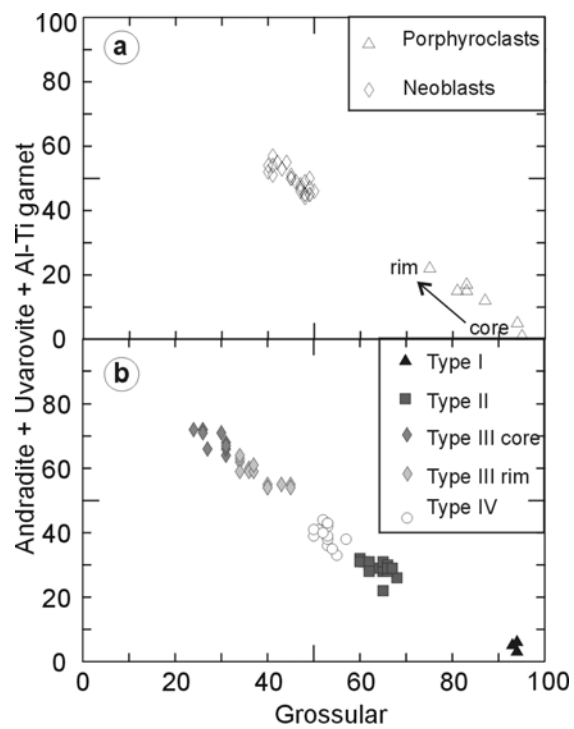 100
a
Porphyroclasts
Neoblasts
80
60
40
20
0
rim
core
Andradite + Uvarovite + Al-Ti garnet
b
Type I
Type II
Type III core
Type III rim
Type IV
80
60
40
20
0
0 20 40 60 80 100
Grossular